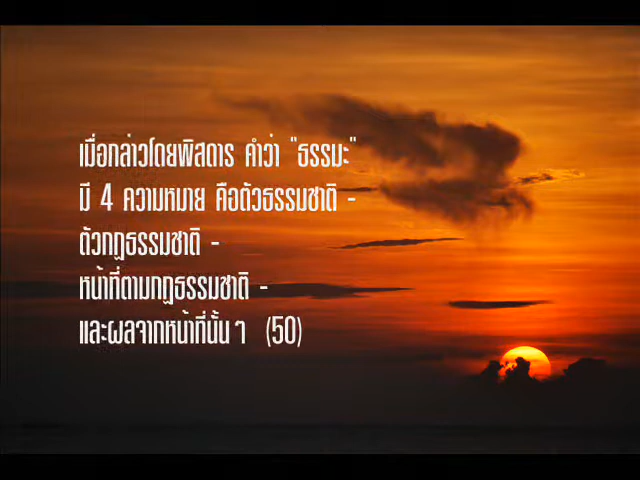 เมื่อกล่าวโดยพิสดาร คำว่า "ธรรมะ"
มี 4 ความหมาย คือตัวธรรมชาติ -
ตัวกฎธรรมชาติ -
หน้าที่ตามกฎธรรมชาติ -
และผลจากหน้าที่นั้น ๆ (50)